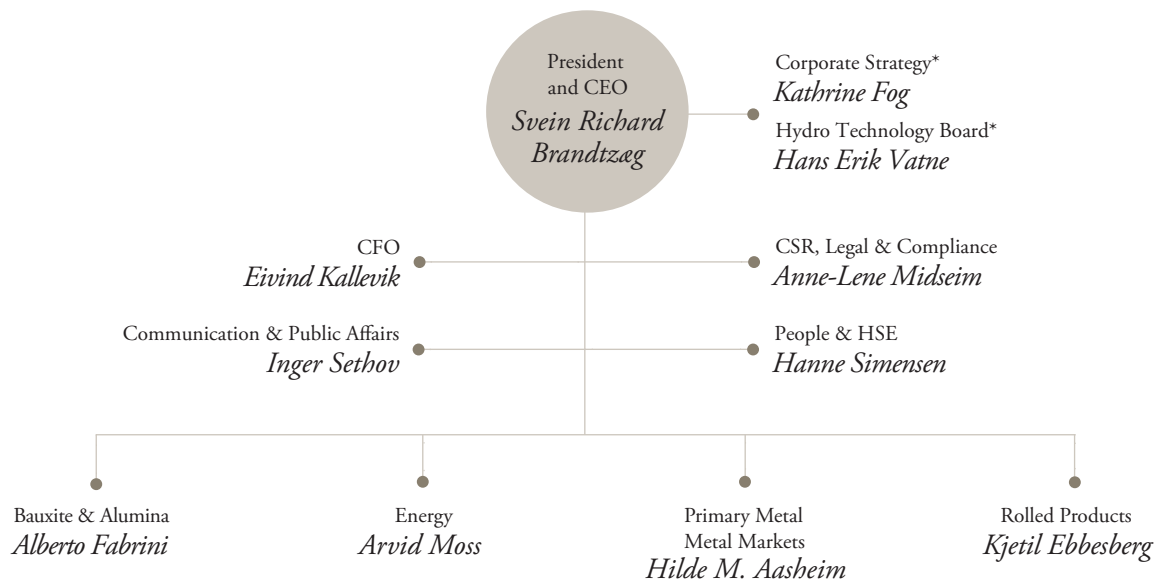 President
and CEO
Svein Richard
Brandtzæg
Corporate Strategy*
Kathrine Fog
Hydro Technology Board*
Hans Erik Vatne
CFO
Eivind Kallevik
CSR, Legal & Compliance
Anne-Lene Midseim
Communication & Public Affairs
Inger Sethov
People & HSE
Hanne Simensen
Bauxite & Alumina
Alberto Fabrini
Energy
Arvid Moss
Primary Metal
Metal Markets
Hilde M. Aasheim
Rolled Products
Kjetil Ebbesberg